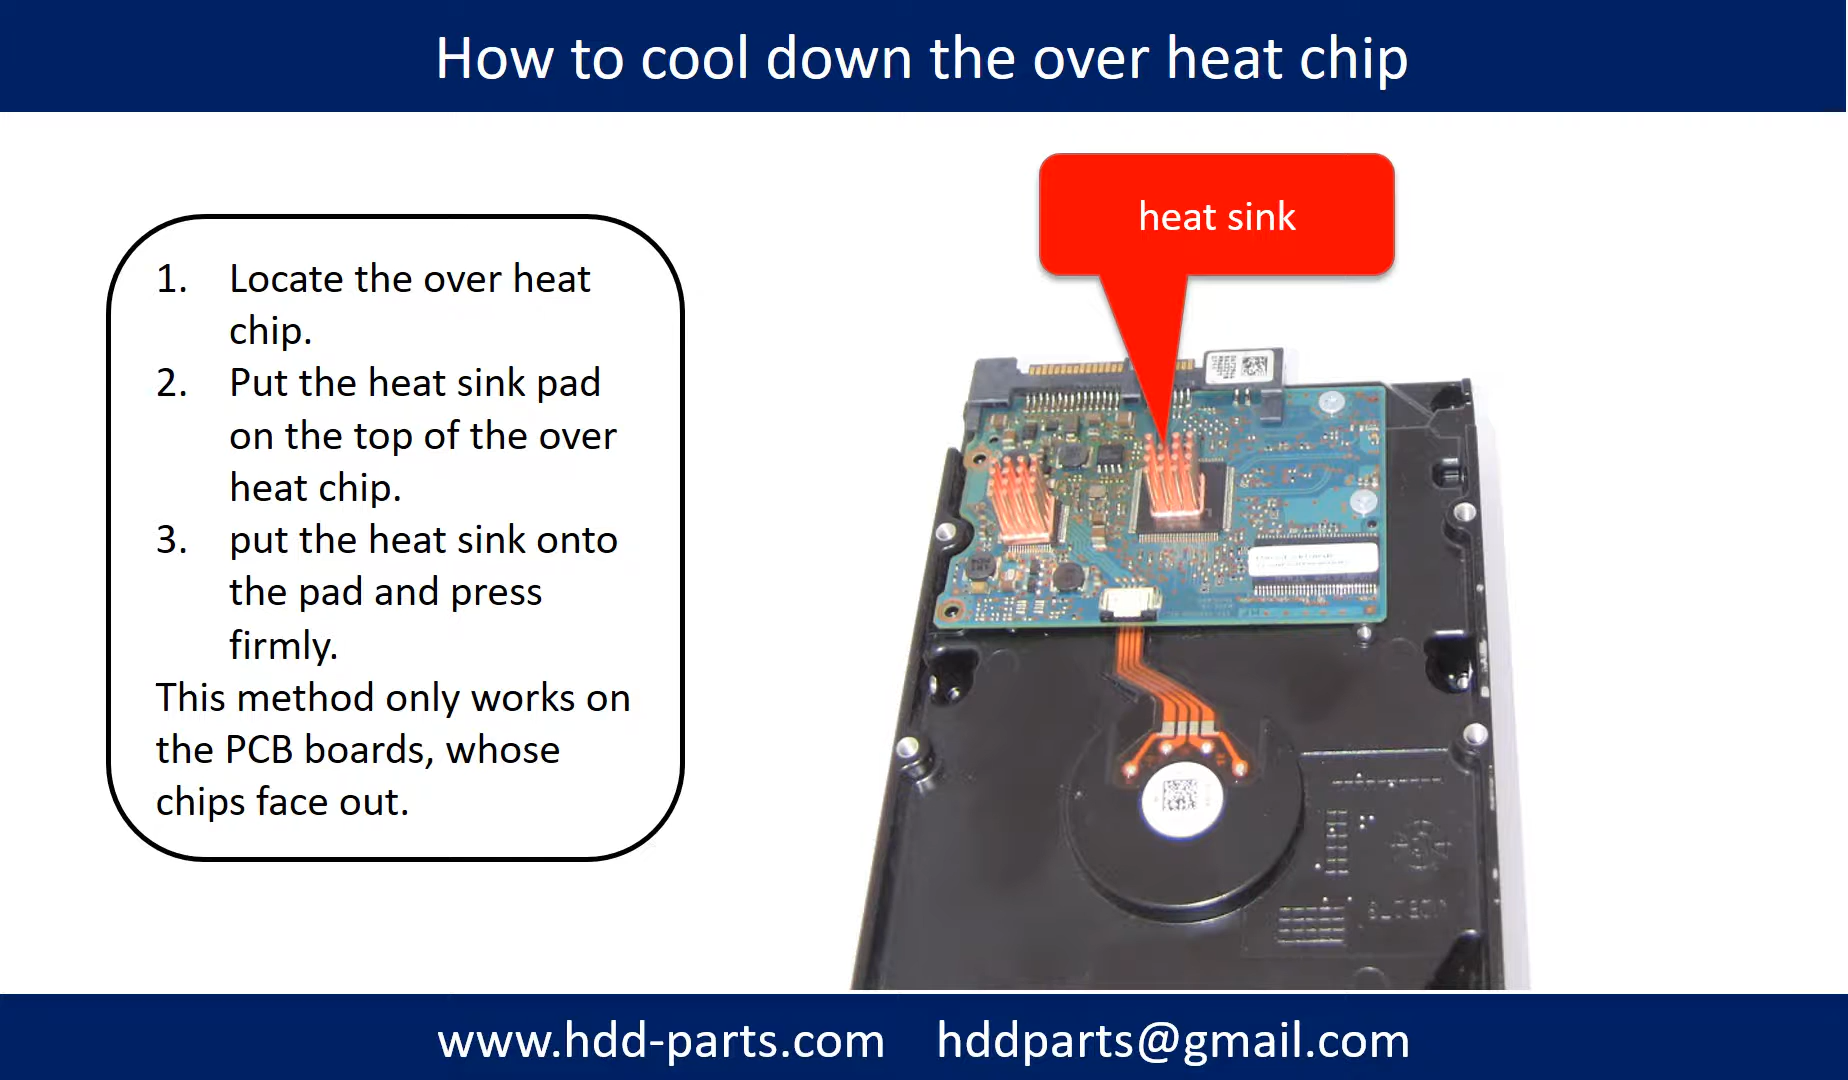 How to cool down the over heat chip
heat sink
1. Locate the over heat
chip.
2. Put the heat sink pad
on the top of the over
heat chip.
3. put the heat sink onto
the pad and press
firmly.
This method only works on
the PCB boards, whose
chips face out.
www.hdd-parts.com hddparts@gmail.com